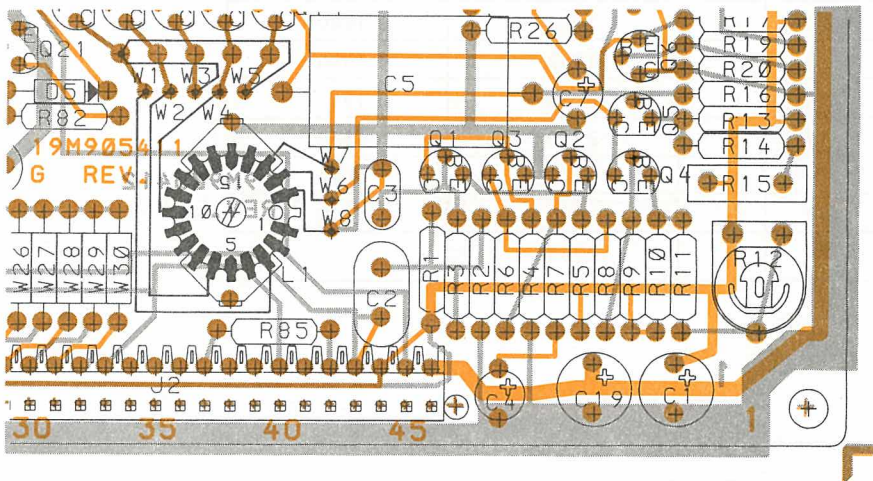 R17
R26
Q21
R19
W1 W3 W5
C5
R20
D5
C7
R16
W2 W4
R82
R13
19M9054
Q1 Q3 Q2
R14
G REV.
W7
Q4
R15
15
W6
C3
10
1
W8
5
R12
W26 W27 W28 W29 W30
L1
R1 R3 R2 R6 R4 R7 R5 R8 R9 R10 R11
C2
R85
J2
C4 C19 C1
1
30 35 40 45
1